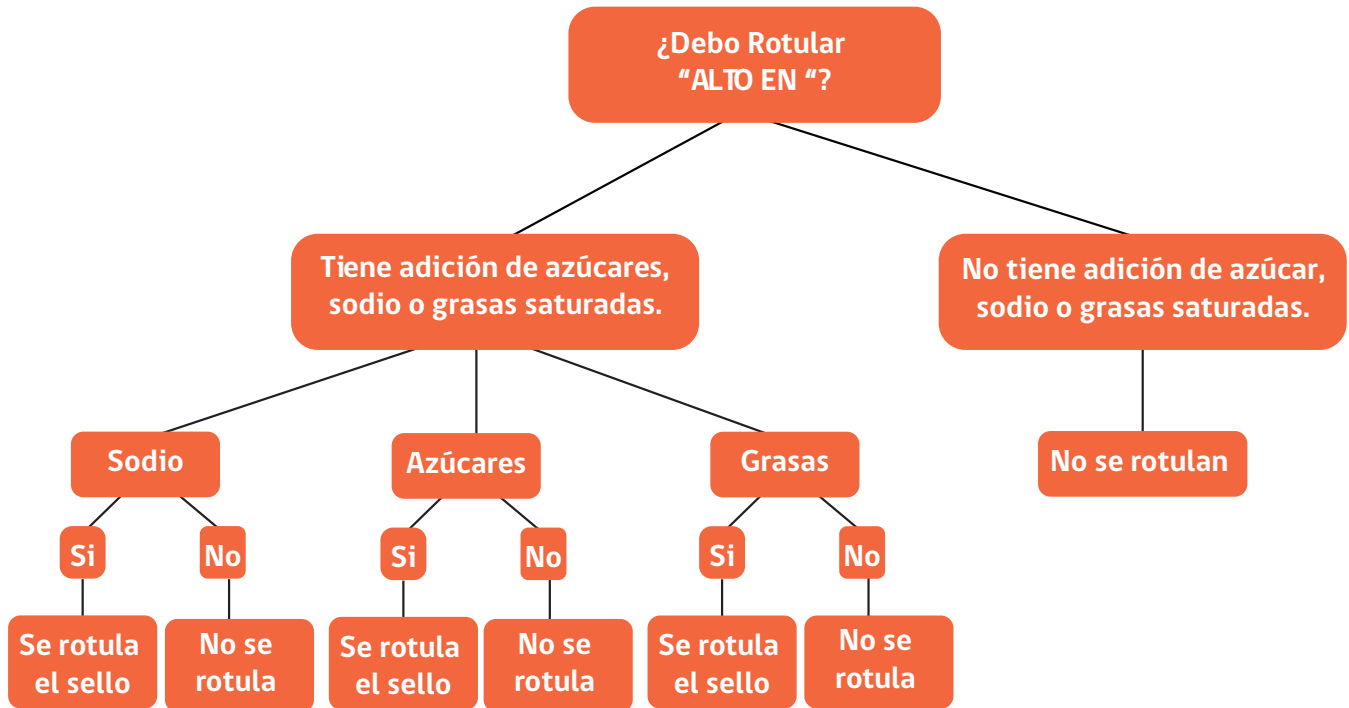 ¿Debo Rotular
“ALTO EN “?
Tiene adición de azúcares,
sodio o grasas saturadas.
No tiene adición de azúcar,
sodio o grasas saturadas.
Sodio
Azúcares
Grasas
No se rotulan
Si
No
Si
No
Si
No
Se rotula
el sello
No se
rotula
Se rotula
el sello
No se
rotula
Se rotula
el sello
No se
rotula